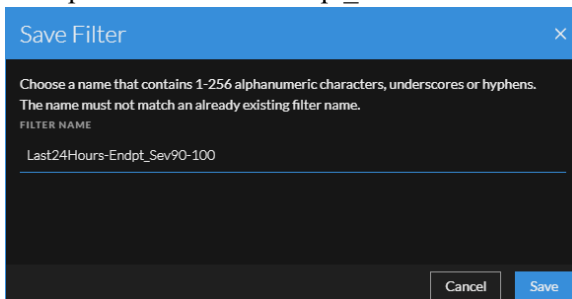 Save Filter ×
Choose a name that contains 1-256 alphanumeric characters, underscores or hyphens.
The name must not match an already existing filter name.
FILTER NAME
Last24Hours-Endpt_Sev90-100
Cancel Save